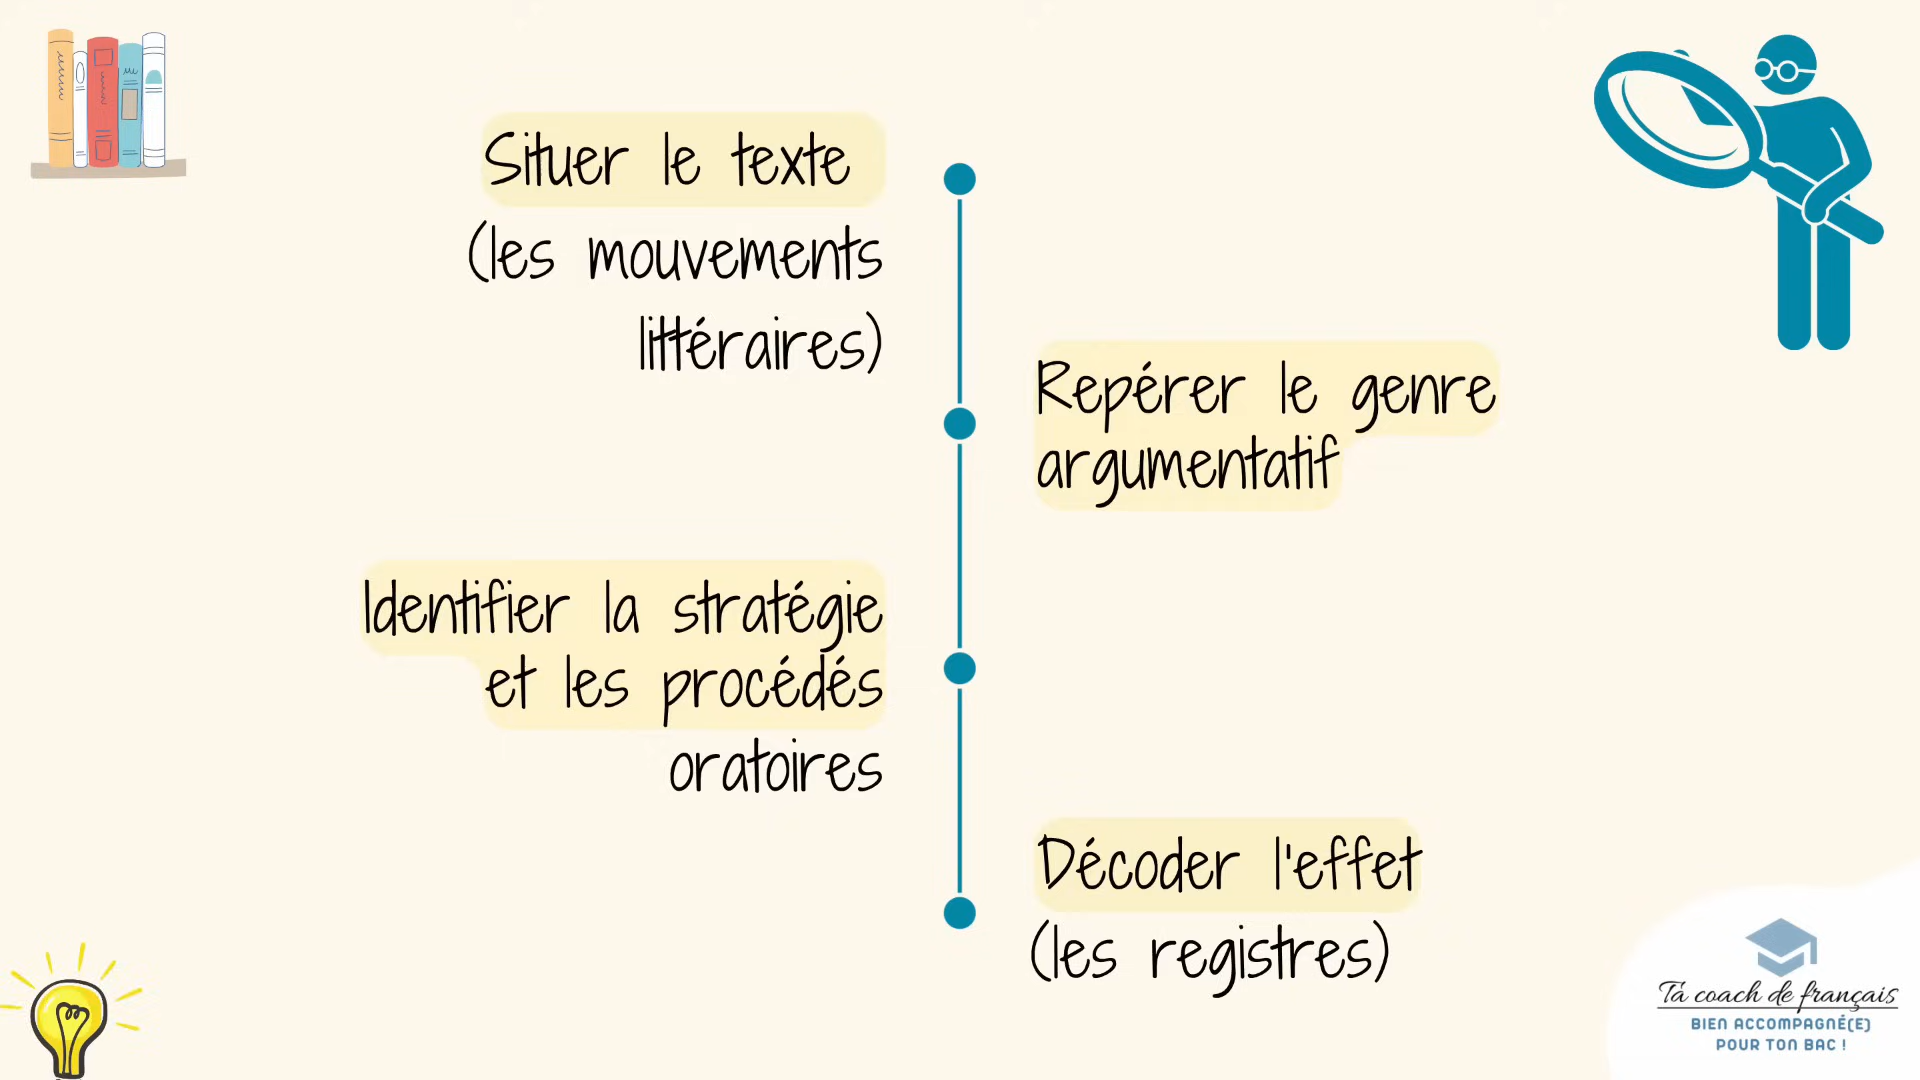 Situer le texte
(les mouvements
littéraires)
Repérer le genre
argumentatif
Identifier la stratégie
et les procédés
oratoires
Décoder l'effet
(les registres)
Ta coach de français
BIEN ACCOMPAGNÉ(E)
POUR TON BAC !